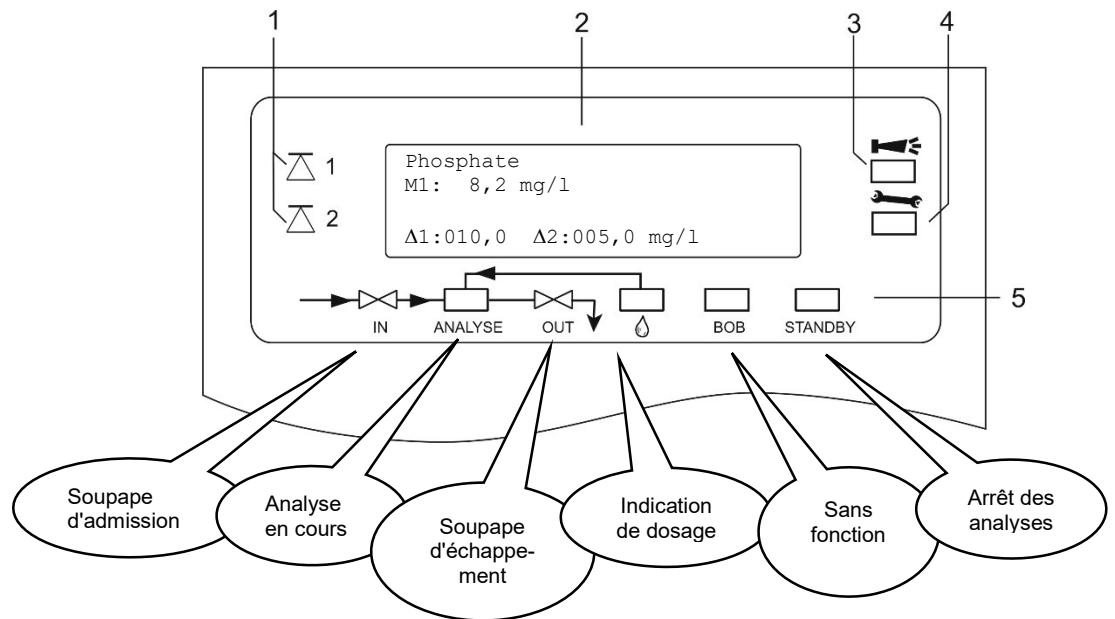 1
2
3
4
1
2
Phosphate
M1: 8,2 mg/l
Δ1:010,0 Δ2:005,0 mg/l
5
IN
ANALYSE
OUT
BOB
STANDBY
Soupape
d'admission
Analyse
en cours
Soupape
d'échappe-
ment
Indication
de dosage
Sans
fonction
Arrêt des
analyses